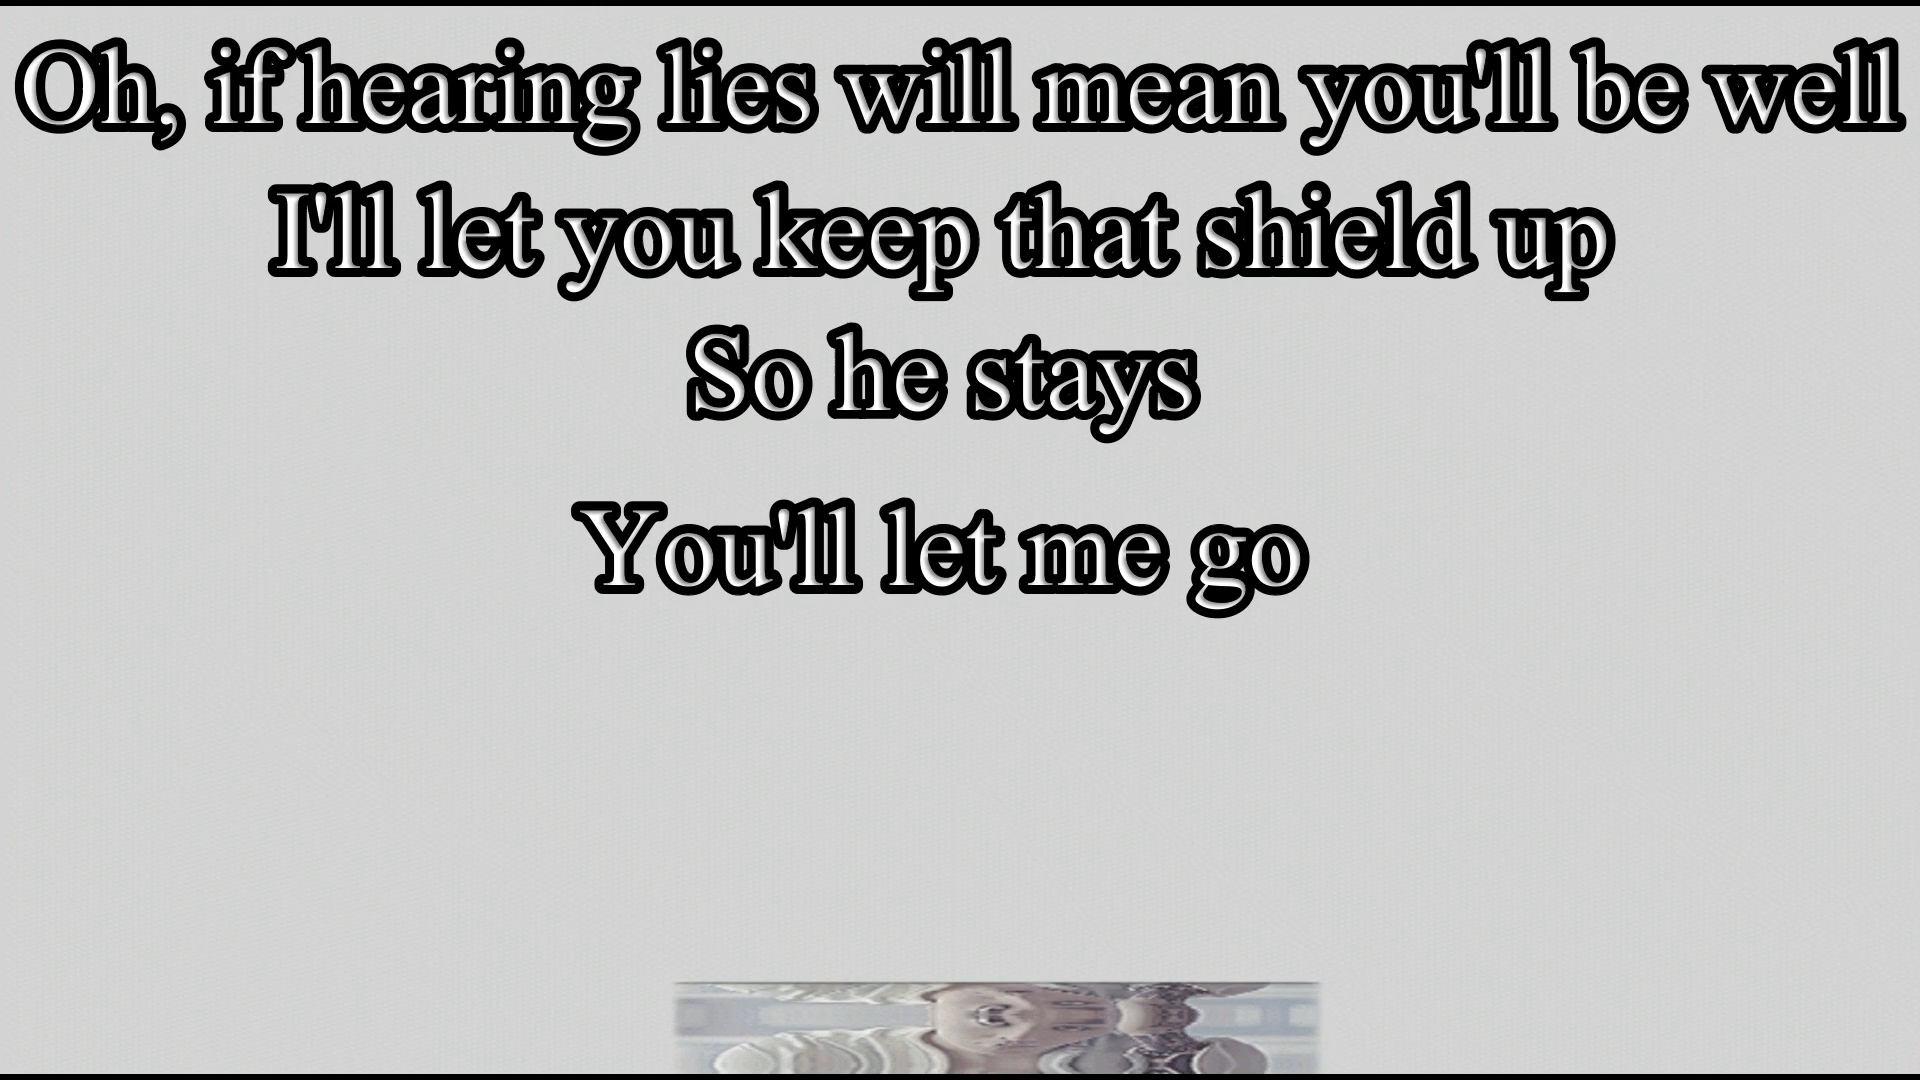 Oh, if hearing lies will mean you'll be well
I'll let you keep that shield up
So he stays
You'll let me go